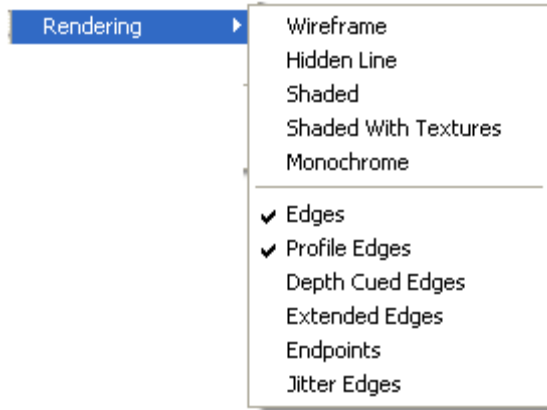 Rendering
Wireframe
Hidden Line
Shaded
Shaded With Textures
Monochrome
Edges
Profile Edges
Depth Cued Edges
Extended Edges
Endpoints
Jitter Edges